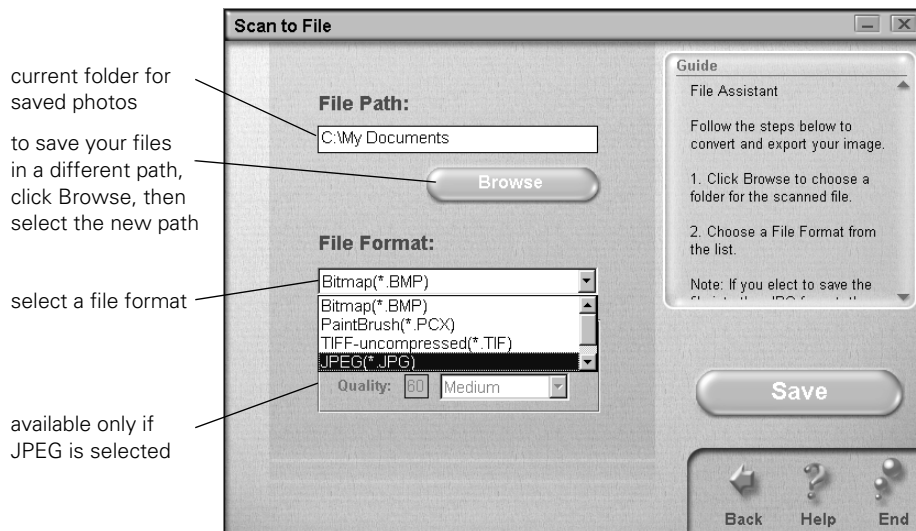 Scan to File
current folder for
saved photos
to save your files
in a different path,
click Browse, then
select the new path
select a file format
available only if
JPEG is selected
File Path:
C:\My Documents
Browse
File Format:
Bitmap(*.BMP)
Bitmap(*.BMP)
PaintBrush(*.PCX)
TIFF-uncompressed(*.TIF)
JPEG(*.JPG)
Quality: 60 Medium
Guide
File Assistant
Follow the steps below to
convert and export your image.
1. Click Browse to choose a
folder for the scanned file.
2. Choose a File Format from
the list.
Note: If you elect to save the
Save
Back Help End